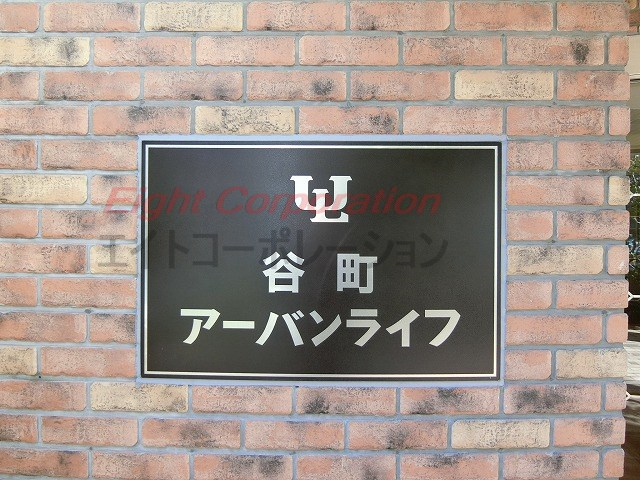 UL
Eight Corporation
エイトコーポレーション
谷町
アーバンライフ